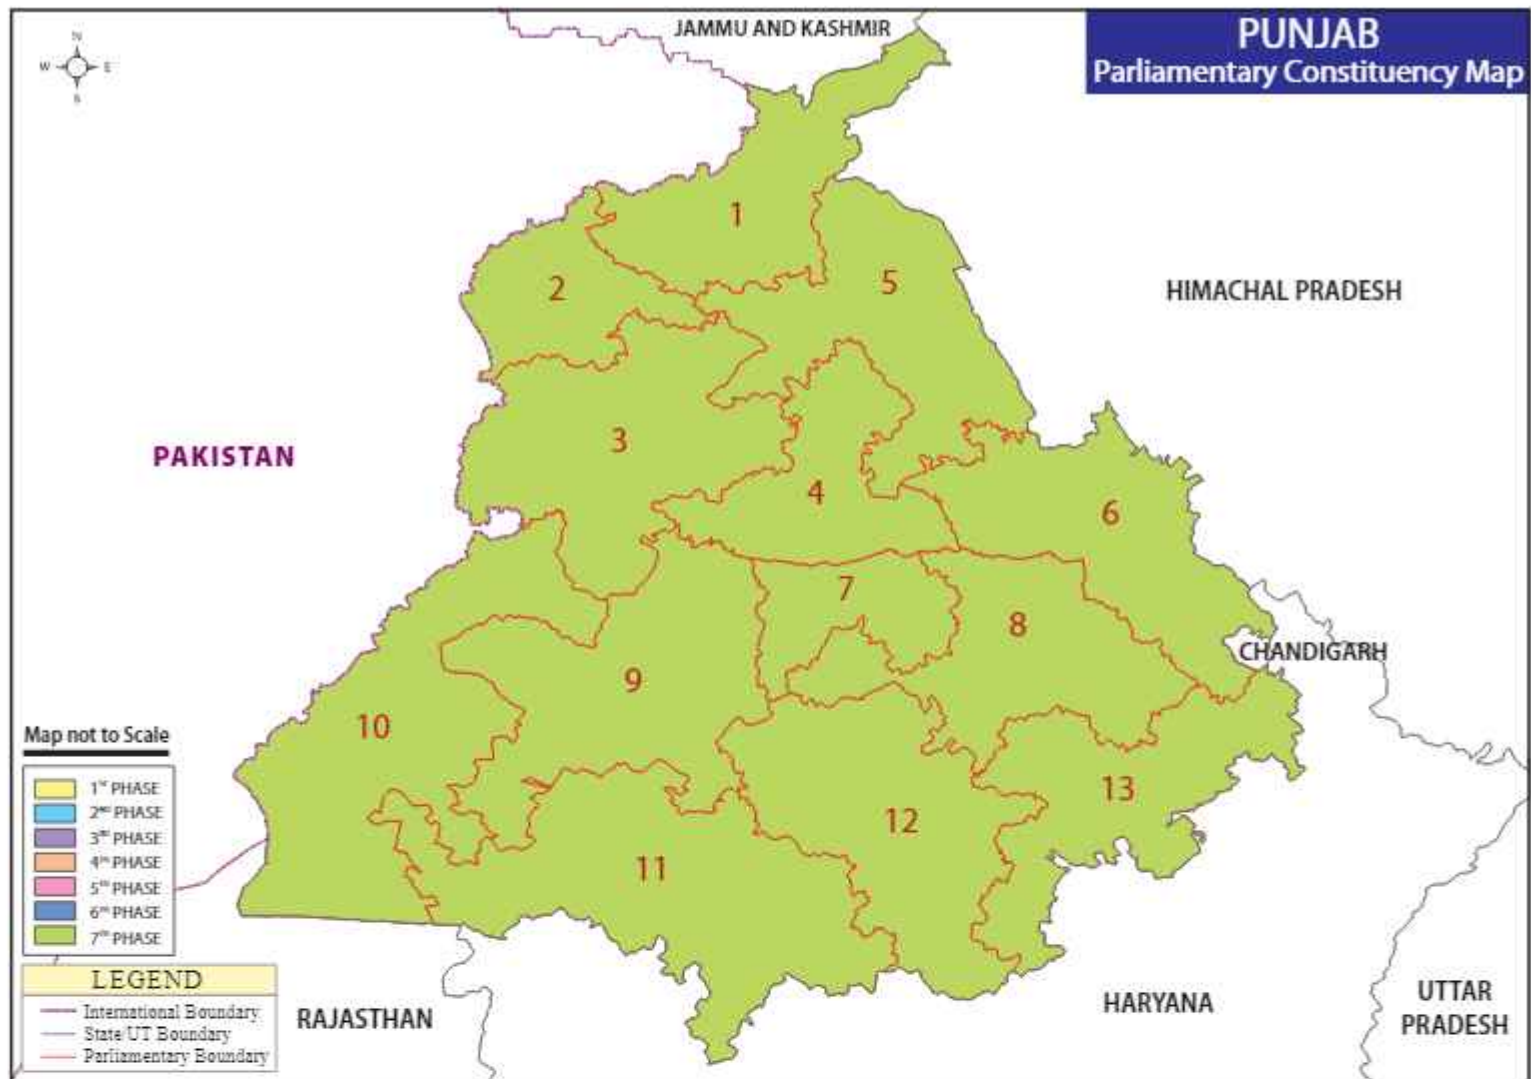 JAMMU AND KASHMIR
PUNJAB
Parliamentary Constituency Map
N
W E
S
1
2
5
HIMACHAL PRADESH
3
PAKISTAN
4
6
7
8
CHANDIGARH
9
10
Map not to Scale
13
12
11
1ST PHASE
2ND PHASE
3RD PHASE
4TH PHASE
5TH PHASE
6TH PHASE
7TH PHASE
LEGEND
International Boundary
State/UT Boundary
Parliamentary Boundary
RAJASTHAN
HARYANA
UTTAR
PRADESH